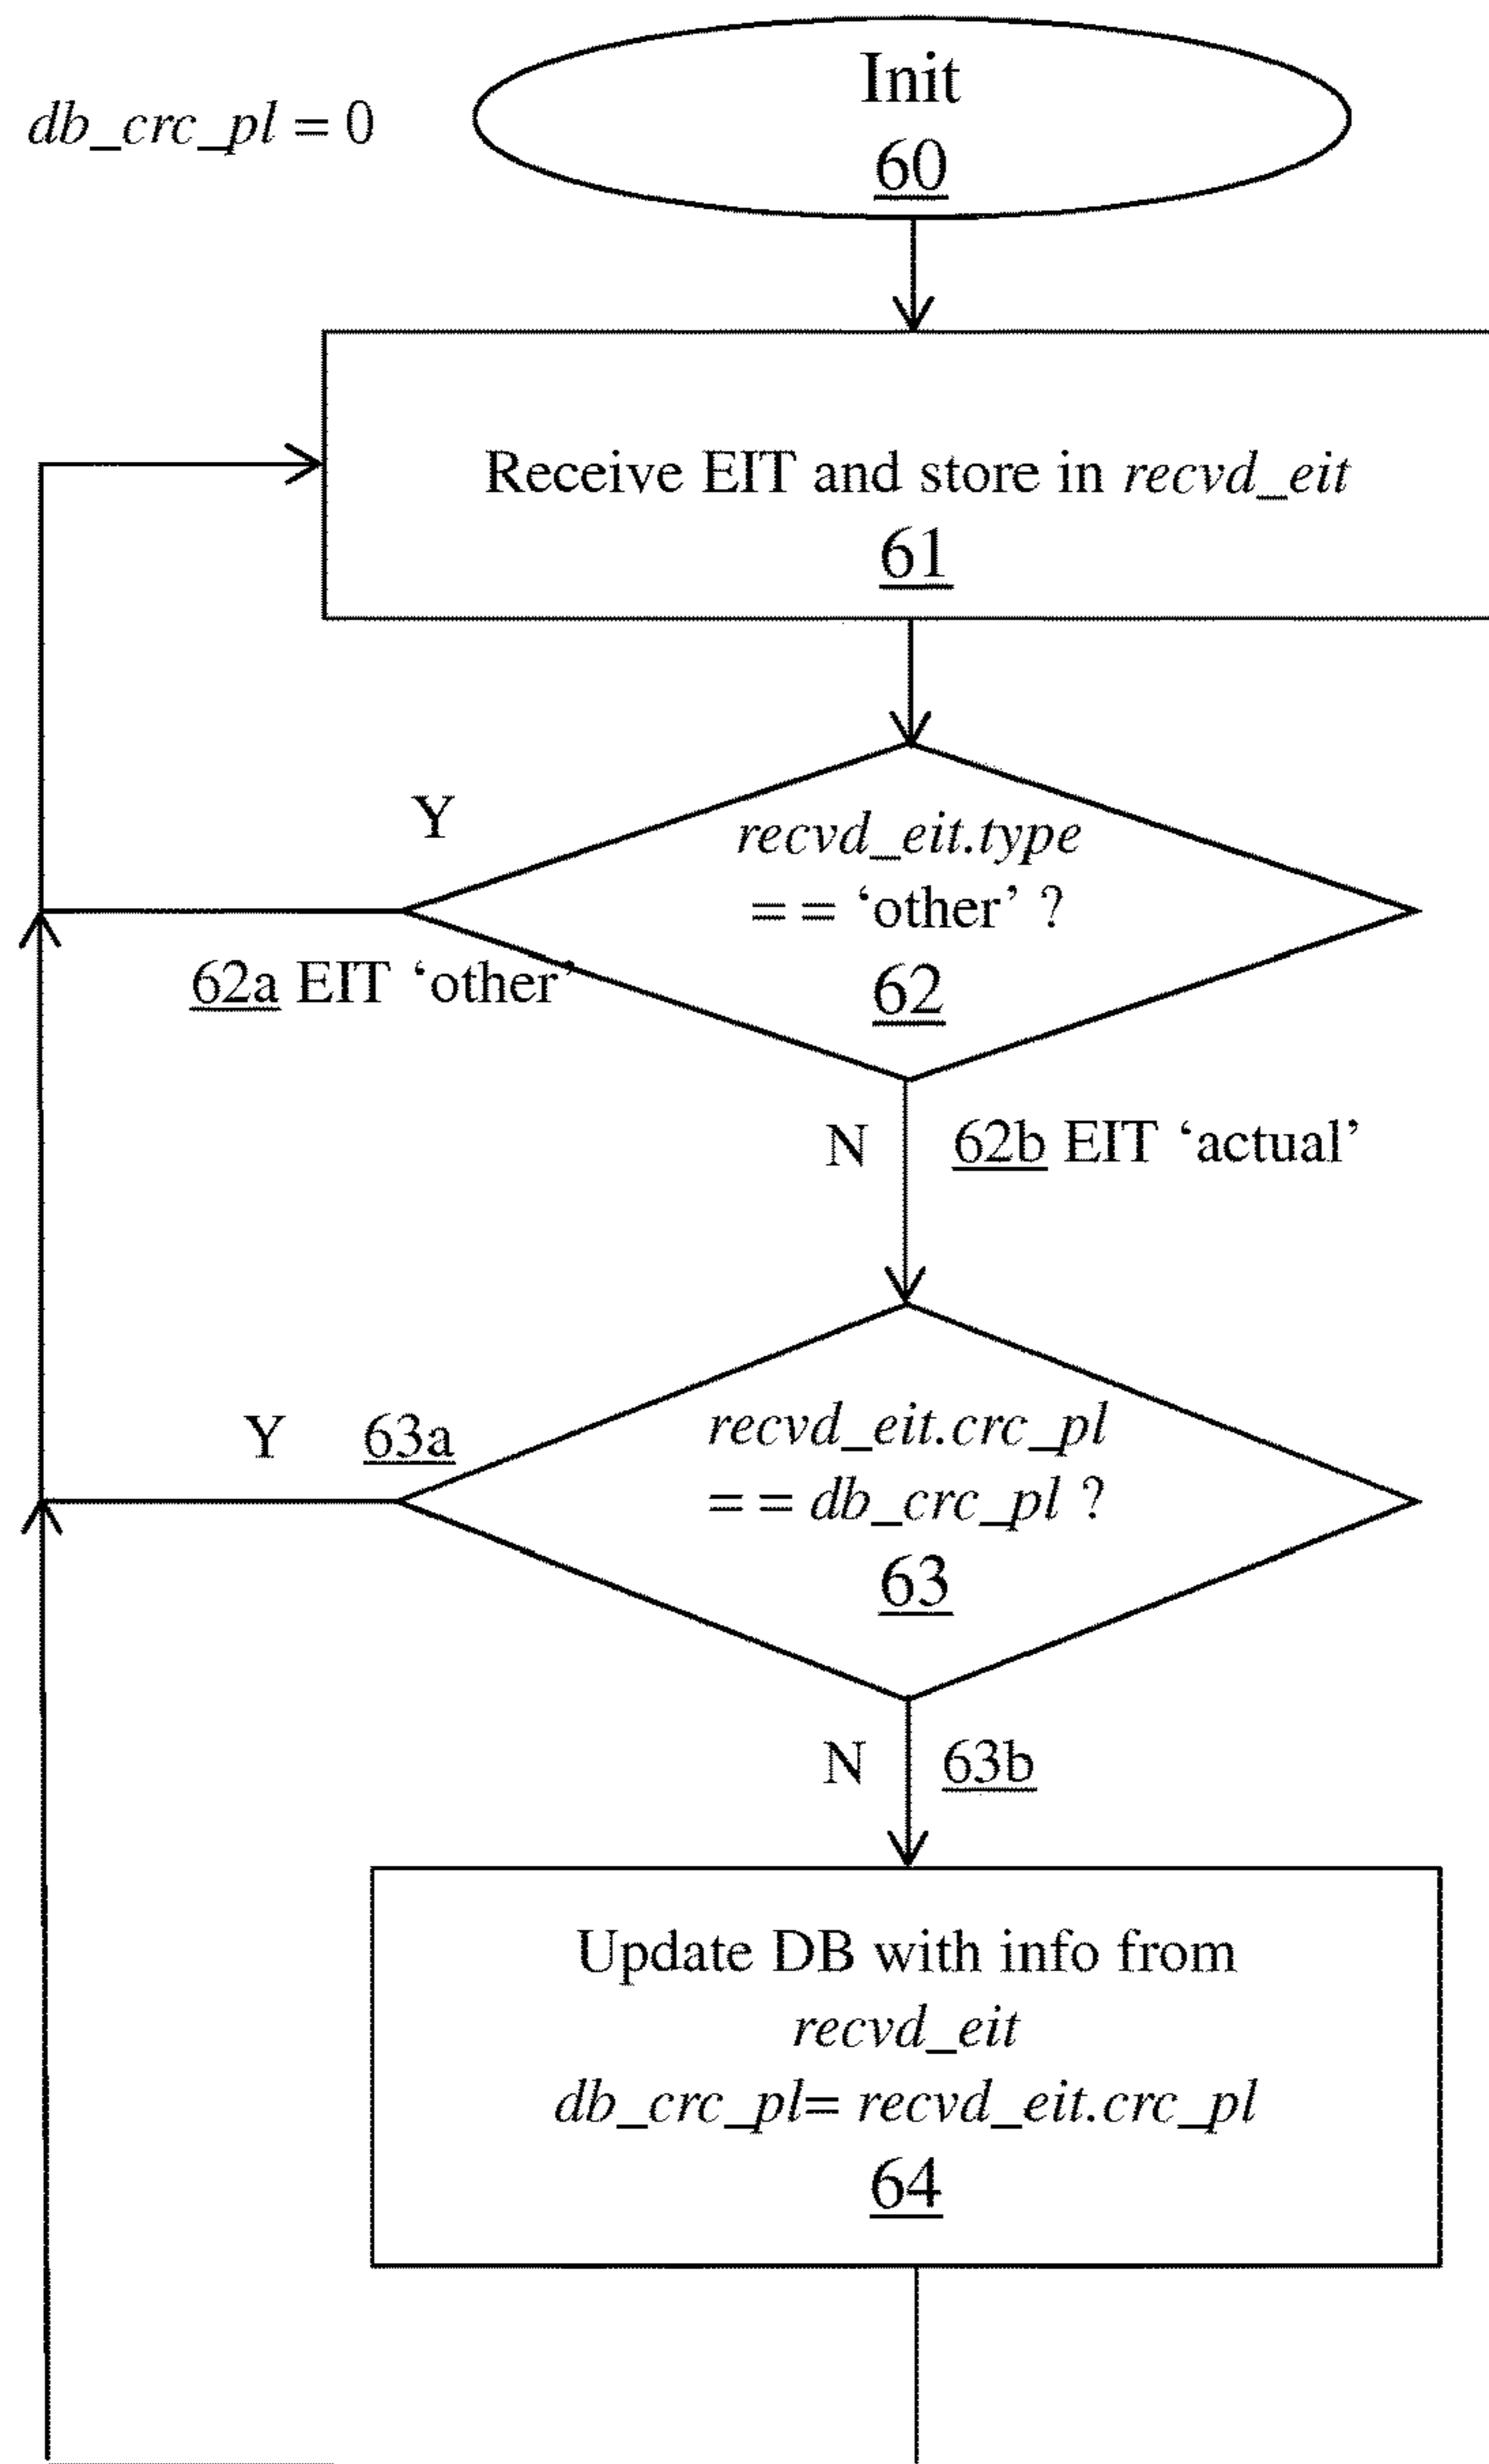 db_crc_pl = 0
Init
60
Receive EIT and store in recvd_eit
61
Y
recvd_eit.type
= = ‘other’ ?
62
62a EIT ‘other’
N
62b EIT ‘actual’
Y
63a
recvd_eit.crc_pl
= = db_crc_pl ?
63
N
63b
Update DB with info from
recvd_eit
db_crc_pl= recvd_eit.crc_pl
64